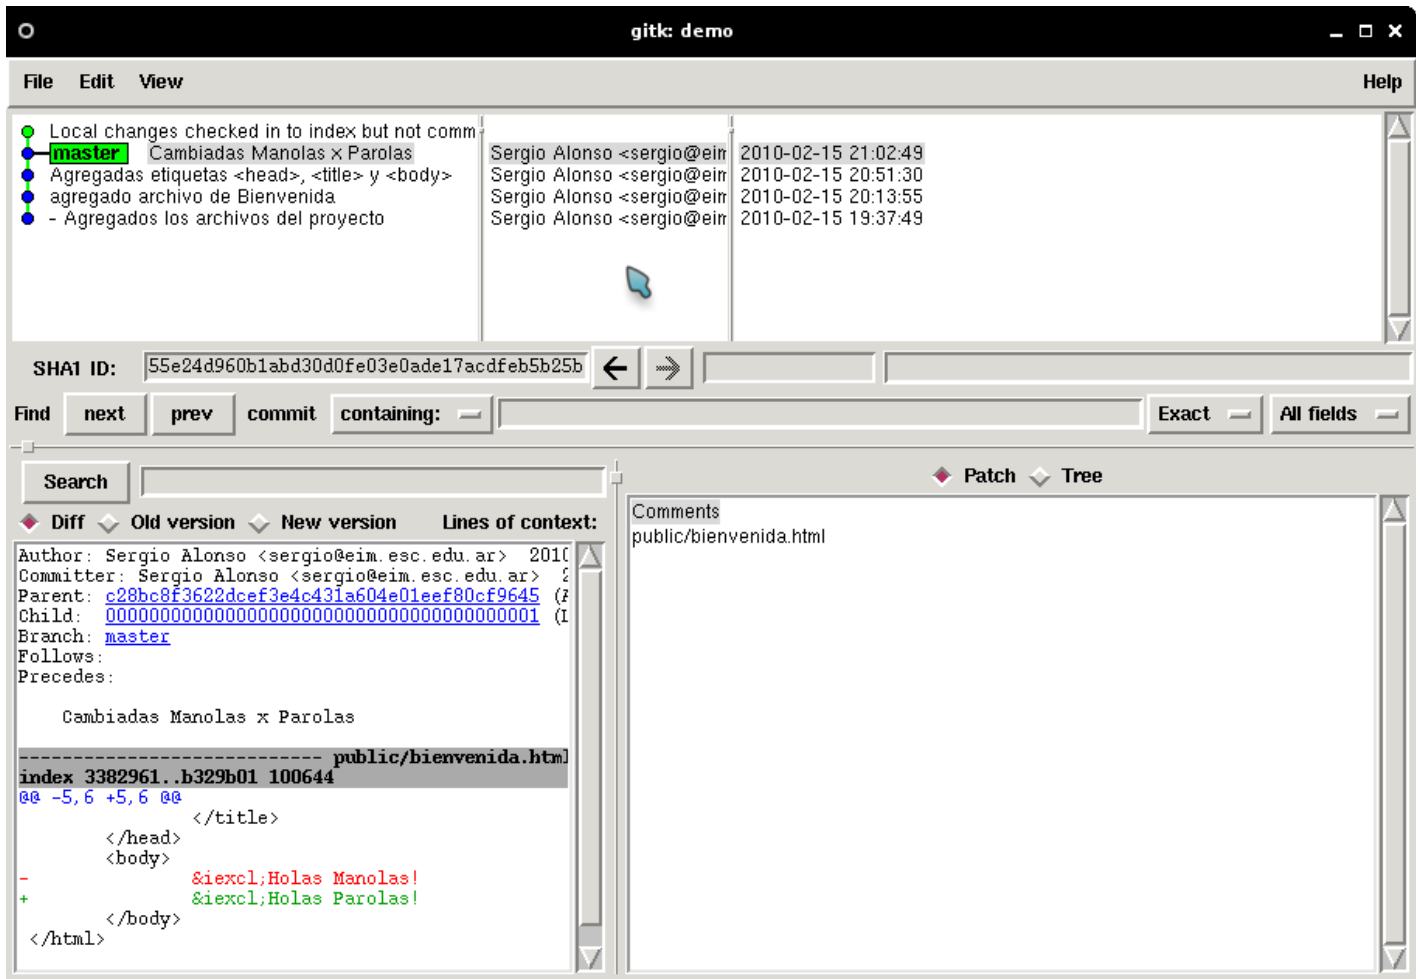 gitk: demo
File Edit View Help
Local changes checked in to index but not comm
master Cambiadas Manolas x Parolas Sergio Alonso <sergio@eim 2010-02-15 21:02:49
Agregadas etiquetas <head>, <title> y <body> Sergio Alonso <sergio@eim 2010-02-15 20:51:30
agregado archivo de Bienvenida Sergio Alonso <sergio@eim 2010-02-15 20:13:55
- Agregados los archivos del proyecto Sergio Alonso <sergio@eim 2010-02-15 19:37:49
SHA1 ID: 55e24d960b1abd30d0fe03e0ade17acdfeb5b25b
Find next prev commit containing: Exact All fields
Search
Patch Tree
Diff Old version New version Lines of context:
Comments
public/bienvenida.html
Author: Sergio Alonso <sergio@eim.esc.edu.ar> 2010
Committer: Sergio Alonso <sergio@eim.esc.edu.ar> 2
Parent: c28bc8f3622dcef3e4c431a604e01eef80cf9645 (A
Child: 0000000000000000000000000000000000000001 (L
Branch: master
Follows:
Precedes:
Cambiadas Manolas x Parolas
---------------------------- public/bienvenida.html
index 3382961..b329b01 100644
@@ -5,6 +5,6 @@
</title>
</head>
<body>
- &iexcl;Holas Manolas!
+ &iexcl;Holas Parolas!
</body>
</html>